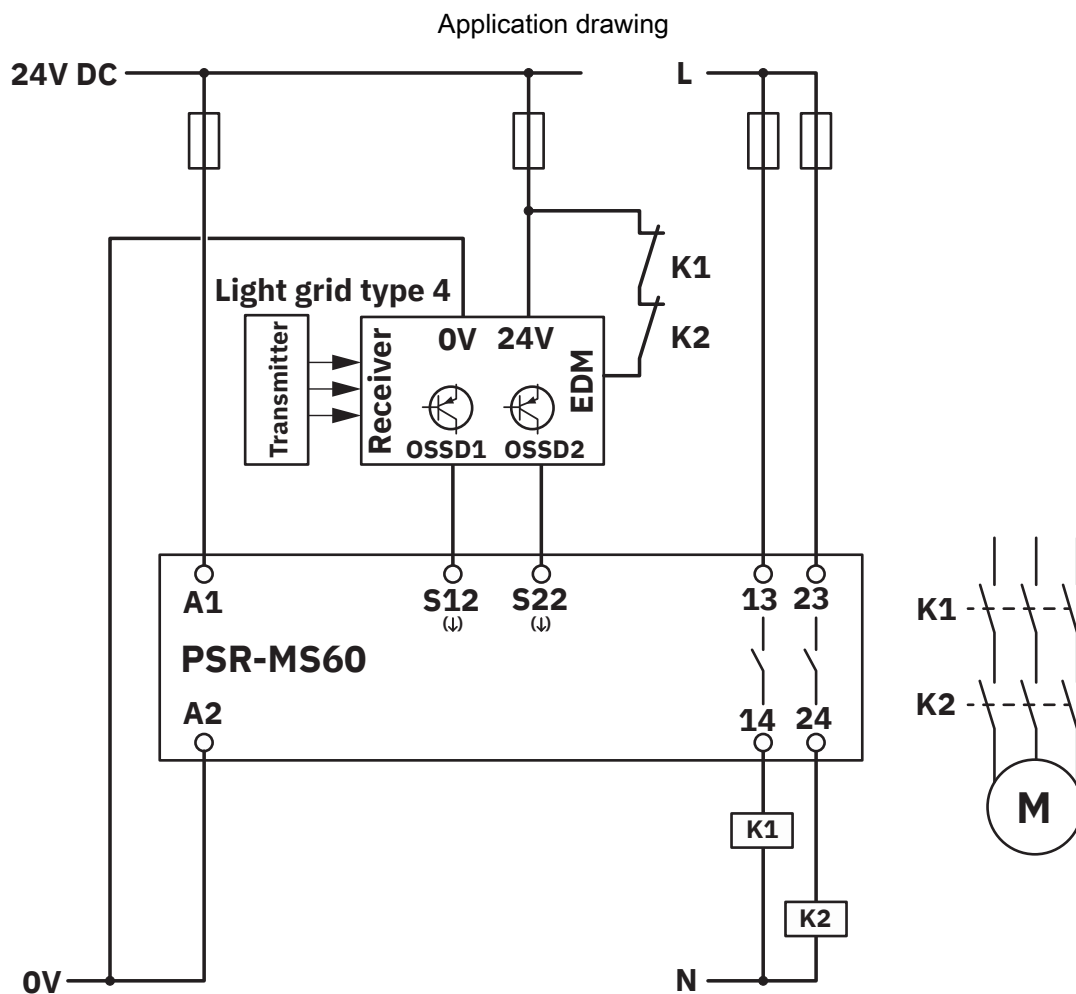 Application drawing
24V DC
L
K1
Light grid type 4
K2
0V 24V
Transmitter
Receiver
EDM
OSSD1 OSSD2
A1
S12
(↓)
S22
(↓)
13 23
PSR-MS60
A2
14 24
K1
K2
K1
K2
M
0V
N